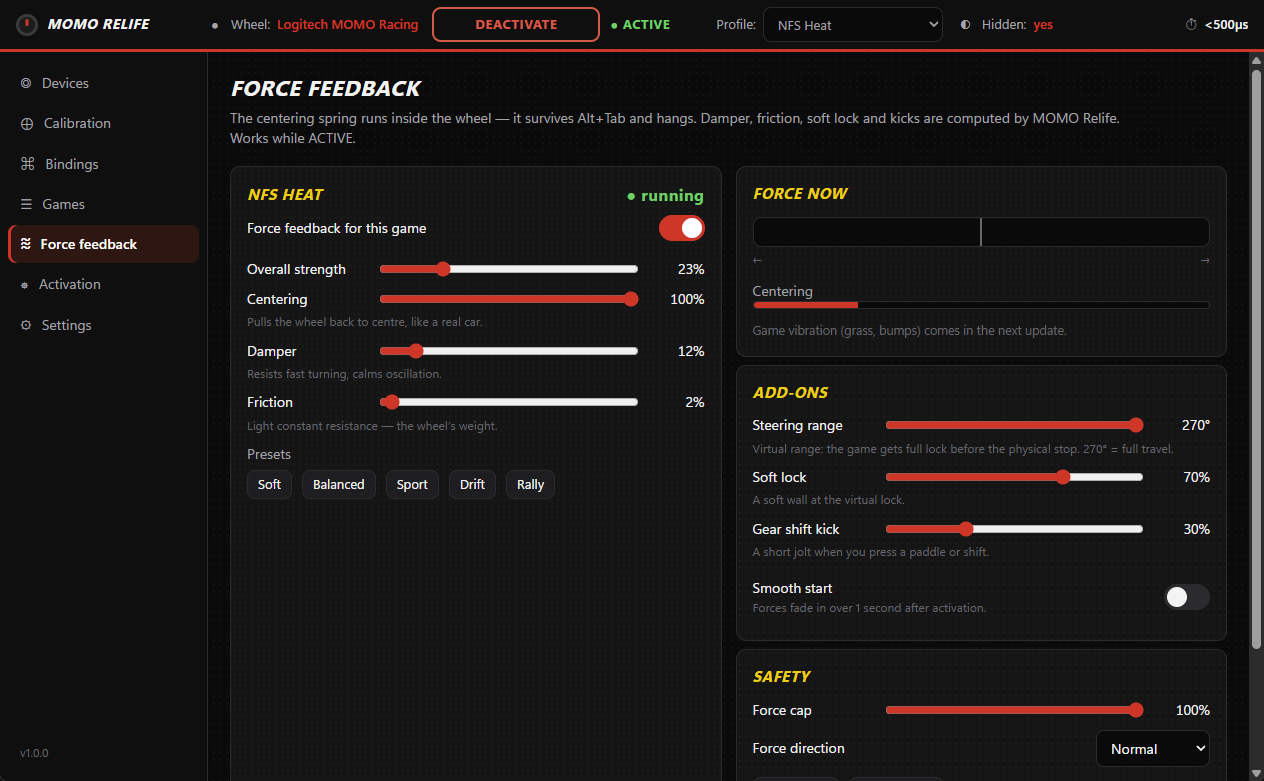 MOMO RELIFE
Wheel: Logitech MOMO Racing
DEACTIVATE
ACTIVE
Profile: NFS Heat
Hidden: yes
<500µs
Devices
Calibration
Bindings
Games
Force feedback
Activation
Settings
v1.0.0
FORCE FEEDBACK
The centering spring runs inside the wheel — it survives Alt+Tab and hangs. Damper, friction, soft lock and kicks are computed by MOMO Relife.
Works while ACTIVE.
NFS HEAT
running
Force feedback for this game
Overall strength 23%
Centering 100%
Pulls the wheel back to centre, like a real car.
Damper 12%
Resists fast turning, calms oscillation.
Friction 2%
Light constant resistance — the wheel's weight.
Presets
Soft Balanced Sport Drift Rally
FORCE NOW
← →
Centering
Game vibration (grass, bumps) comes in the next update.
ADD-ONS
Steering range 270°
Virtual range: the game gets full lock before the physical stop. 270° = full travel.
Soft lock 70%
A soft wall at the virtual lock.
Gear shift kick 30%
A short jolt when you press a paddle or shift.
Smooth start
Forces fade in over 1 second after activation.
SAFETY
Force cap 100%
Force direction Normal